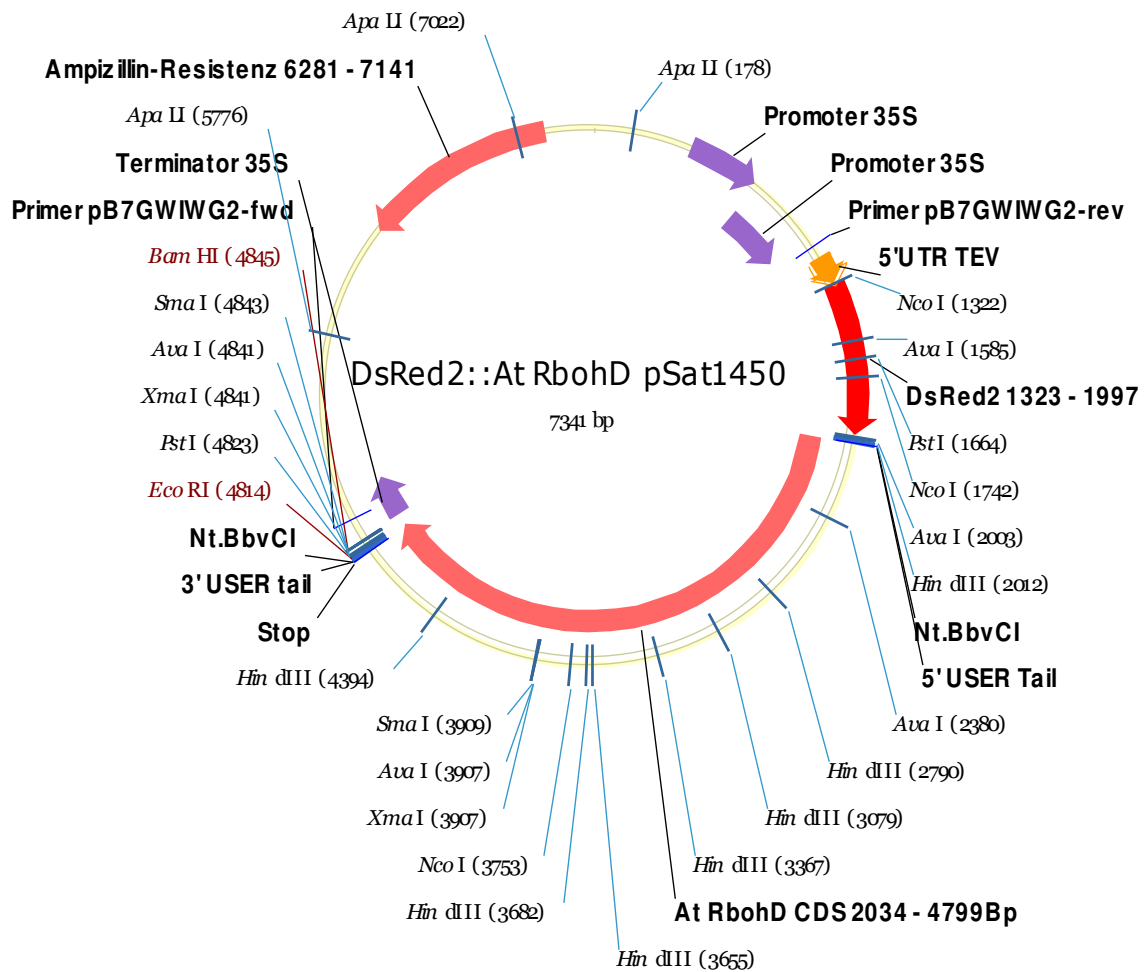 Apa LI (7022)
Apa LI (178)
Ampizillin-Resistenz 6281 - 7141
Apa LI (5776)
Promoter 35S
Terminator 35S
Promoter 35S
Primer pB7GWIWG2-fwd
Primer pB7GWIWG2-rev
Bam HI (4845)
5'UTR TEV
Sma I (4843)
Nco I (1322)
Ava I (4841)
Ava I (1585)
DsRed2::At RbohD pSat1450
Xma I (4841)
DsRed2 1323 - 1997
7341 bp
Pst I (4823)
Pst I (1664)
Eco RI (4814)
Nco I (1742)
Nt.BbvCI
Ava I (2003)
3' USER tail
Hin dIII (2012)
Stop
Nt.BbvCI
Hin dIII (4394)
5' USER Tail
Sma I (3909)
Ava I (2380)
Ava I (3907)
Hin dIII (2790)
Xma I (3907)
Hin dIII (3079)
Nco I (3753)
Hin dIII (3367)
Hin dIII (3682)
At RbohD CDS 2034 - 4799Bp
Hin dIII (3655)